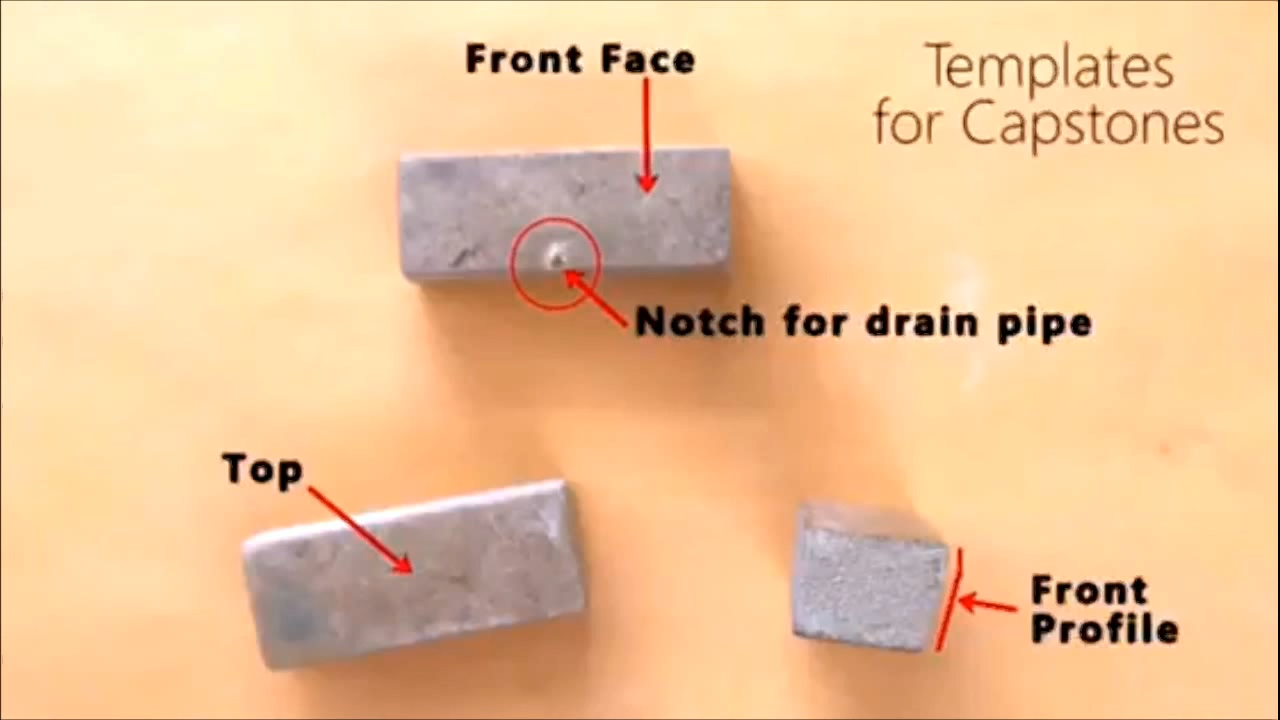 Templates
for Capstones
Front Face
Notch for drain pipe
Top
Front
Profile